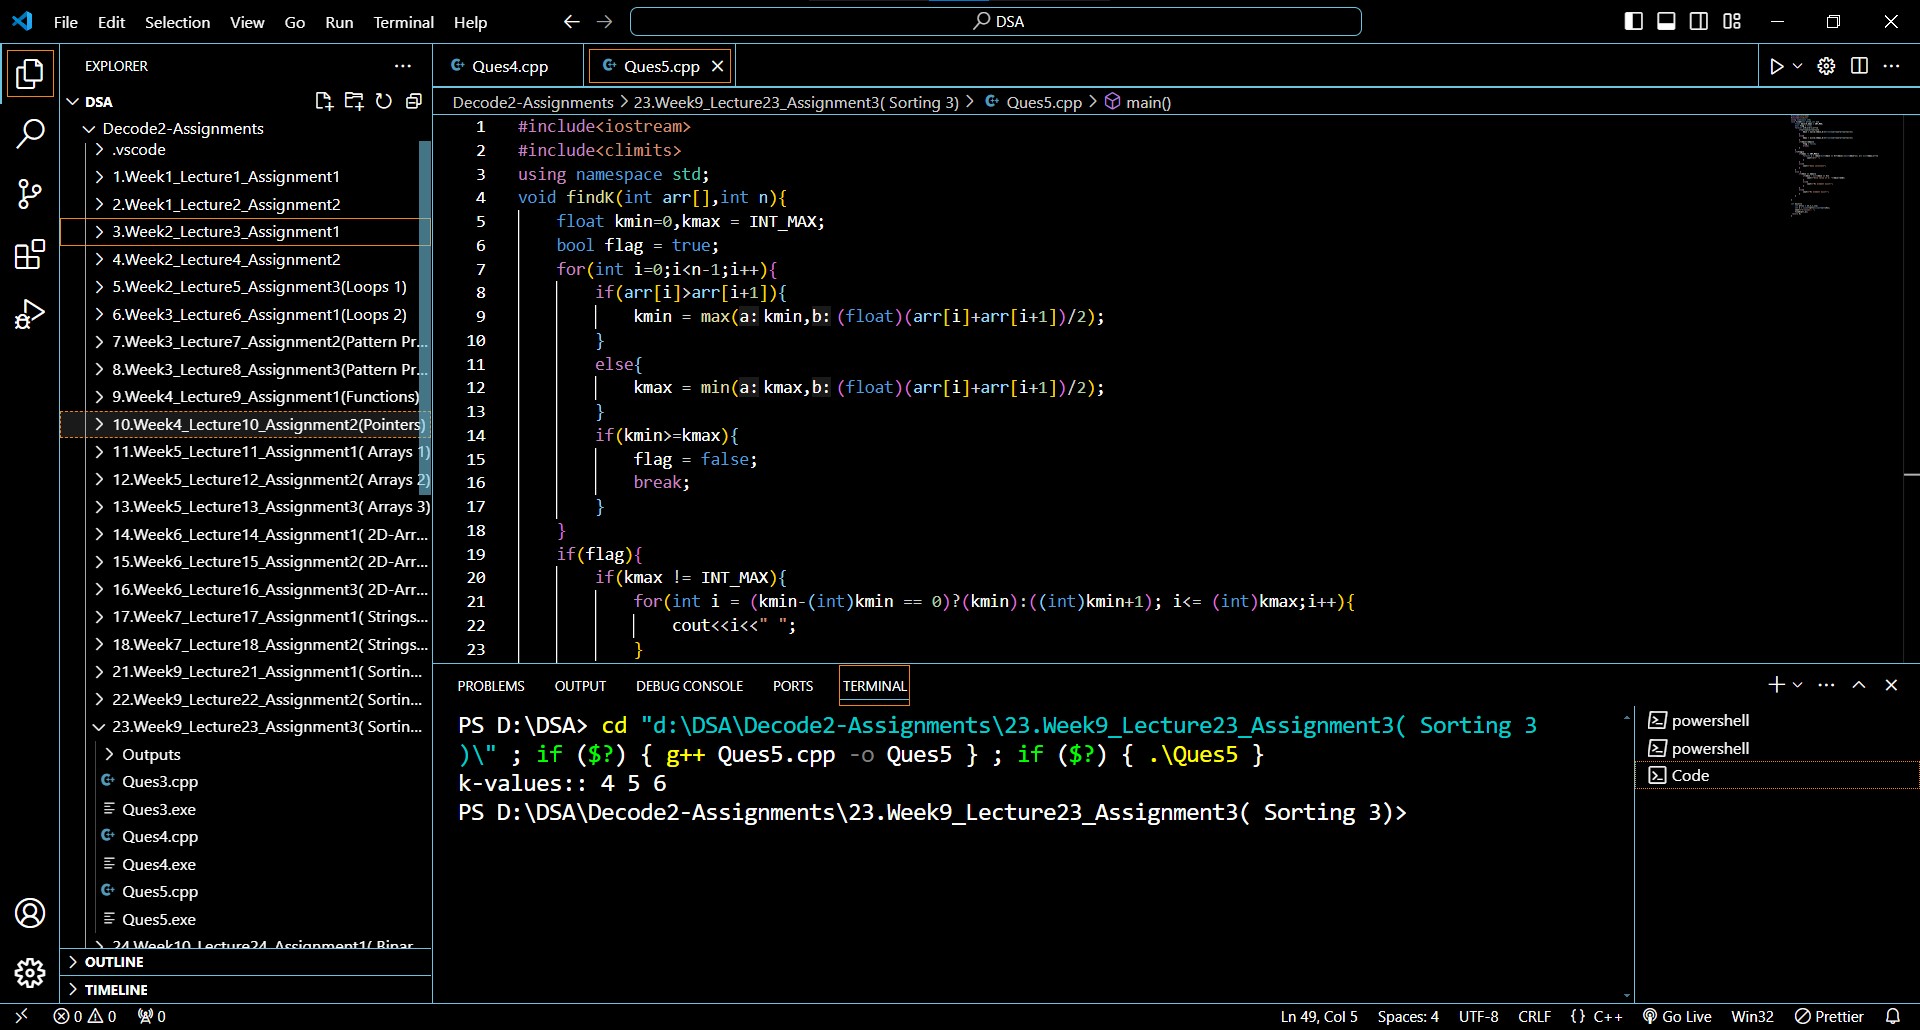 File Edit Selection View Go Run Terminal Help
DSA
EXPLORER
DSA
Decode2-Assignments
.vscode
1.Week1_Lecture1_Assignment1
2.Week1_Lecture2_Assignment2
3.Week2_Lecture3_Assignment1
4.Week2_Lecture4_Assignment2
5.Week2_Lecture5_Assignment3(Loops 1)
6.Week3_Lecture6_Assignment1(Loops 2)
7.Week3_Lecture7_Assignment2(Pattern Pr...
8.Week3_Lecture8_Assignment3(Pattern Pr...
9.Week4_Lecture9_Assignment1(Functions)
10.Week4_Lecture10_Assignment2(Pointers)
11.Week5_Lecture11_Assignment1( Arrays 1)
12.Week5_Lecture12_Assignment2( Arrays 2)
13.Week5_Lecture13_Assignment3( Arrays 3)
14.Week6_Lecture14_Assignment1( 2D-Arr...
15.Week6_Lecture15_Assignment2( 2D-Arr...
16.Week6_Lecture16_Assignment3( 2D-Arr...
17.Week7_Lecture17_Assignment1( Strings...
18.Week7_Lecture18_Assignment2( Strings...
21.Week9_Lecture21_Assignment1( Sortin...
22.Week9_Lecture22_Assignment2( Sortin...
23.Week9_Lecture23_Assignment3( Sortin...
Outputs
Ques3.cpp
Ques3.exe
Ques4.cpp
Ques4.exe
Ques5.cpp
Ques5.exe
24.Week10_Lecture24_Assignment1( Binar...
OUTLINE
TIMELINE
Ques4.cpp
Ques5.cpp
Decode2-Assignments > 23.Week9_Lecture23_Assignment3( Sorting 3) > Ques5.cpp > main()
1 #include<iostream>
2 #include<climits>
3 using namespace std;
4 void findK(int arr[],int n){
5 float kmin=0,kmax = INT_MAX;
6 bool flag = true;
7 for(int i=0;i<n-1;i++){
8 if(arr[i]>arr[i+1]){
9 kmin = max(a:kmin,b:(float)(arr[i]+arr[i+1])/2);
10 }
11 else{
12 kmax = min(a:kmax,b:(float)(arr[i]+arr[i+1])/2);
13 }
14 if(kmin>=kmax){
15 flag = false;
16 break;
17 }
18 }
19 if(flag){
20 if(kmax != INT_MAX){
21 for(int i = (kmin-(int)kmin == 0)?(kmin):((int)kmin+1); i<= (int)kmax;i++){
22 cout<<i<<" ";
23 }
PROBLEMS OUTPUT DEBUG CONSOLE PORTS TERMINAL
PS D:\DSA> cd "d:\DSA\Decode2-Assignments\23.Week9_Lecture23_Assignment3( Sorting 3
)\" ; if ($?) { g++ Ques5.cpp -o Ques5 } ; if ($?) { .\Ques5 }
k-values:: 4 5 6
PS D:\DSA\Decode2-Assignments\23.Week9_Lecture23_Assignment3( Sorting 3)>
powershell
powershell
Code
0 0 0
Ln 49, Col 5 Spaces: 4 UTF-8 CRLF {} C++ Go Live Win32 Prettier